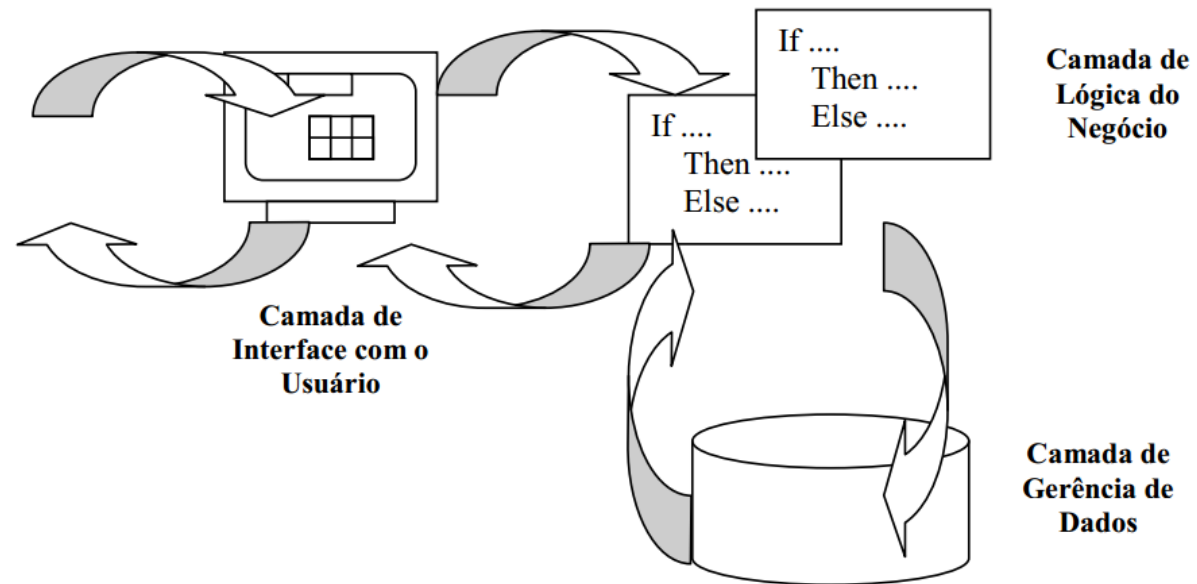 If ....
Then ....
Else ....
If ....
Then ....
Else ....
Camada de
Lógica do
Negócio
Camada de
Interface com o
Usuário
Camada de
Gerência de
Dados